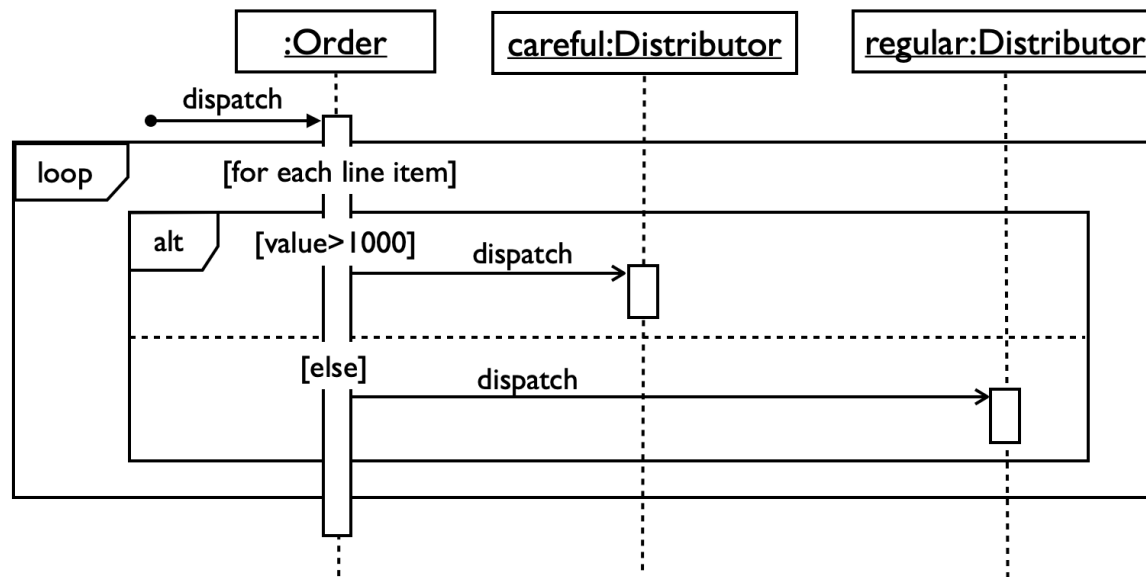 :Order
careful:Distributor
regular:Distributor
dispatch
loop
[for each line item]
alt
[value>1000]
dispatch
[else]
dispatch